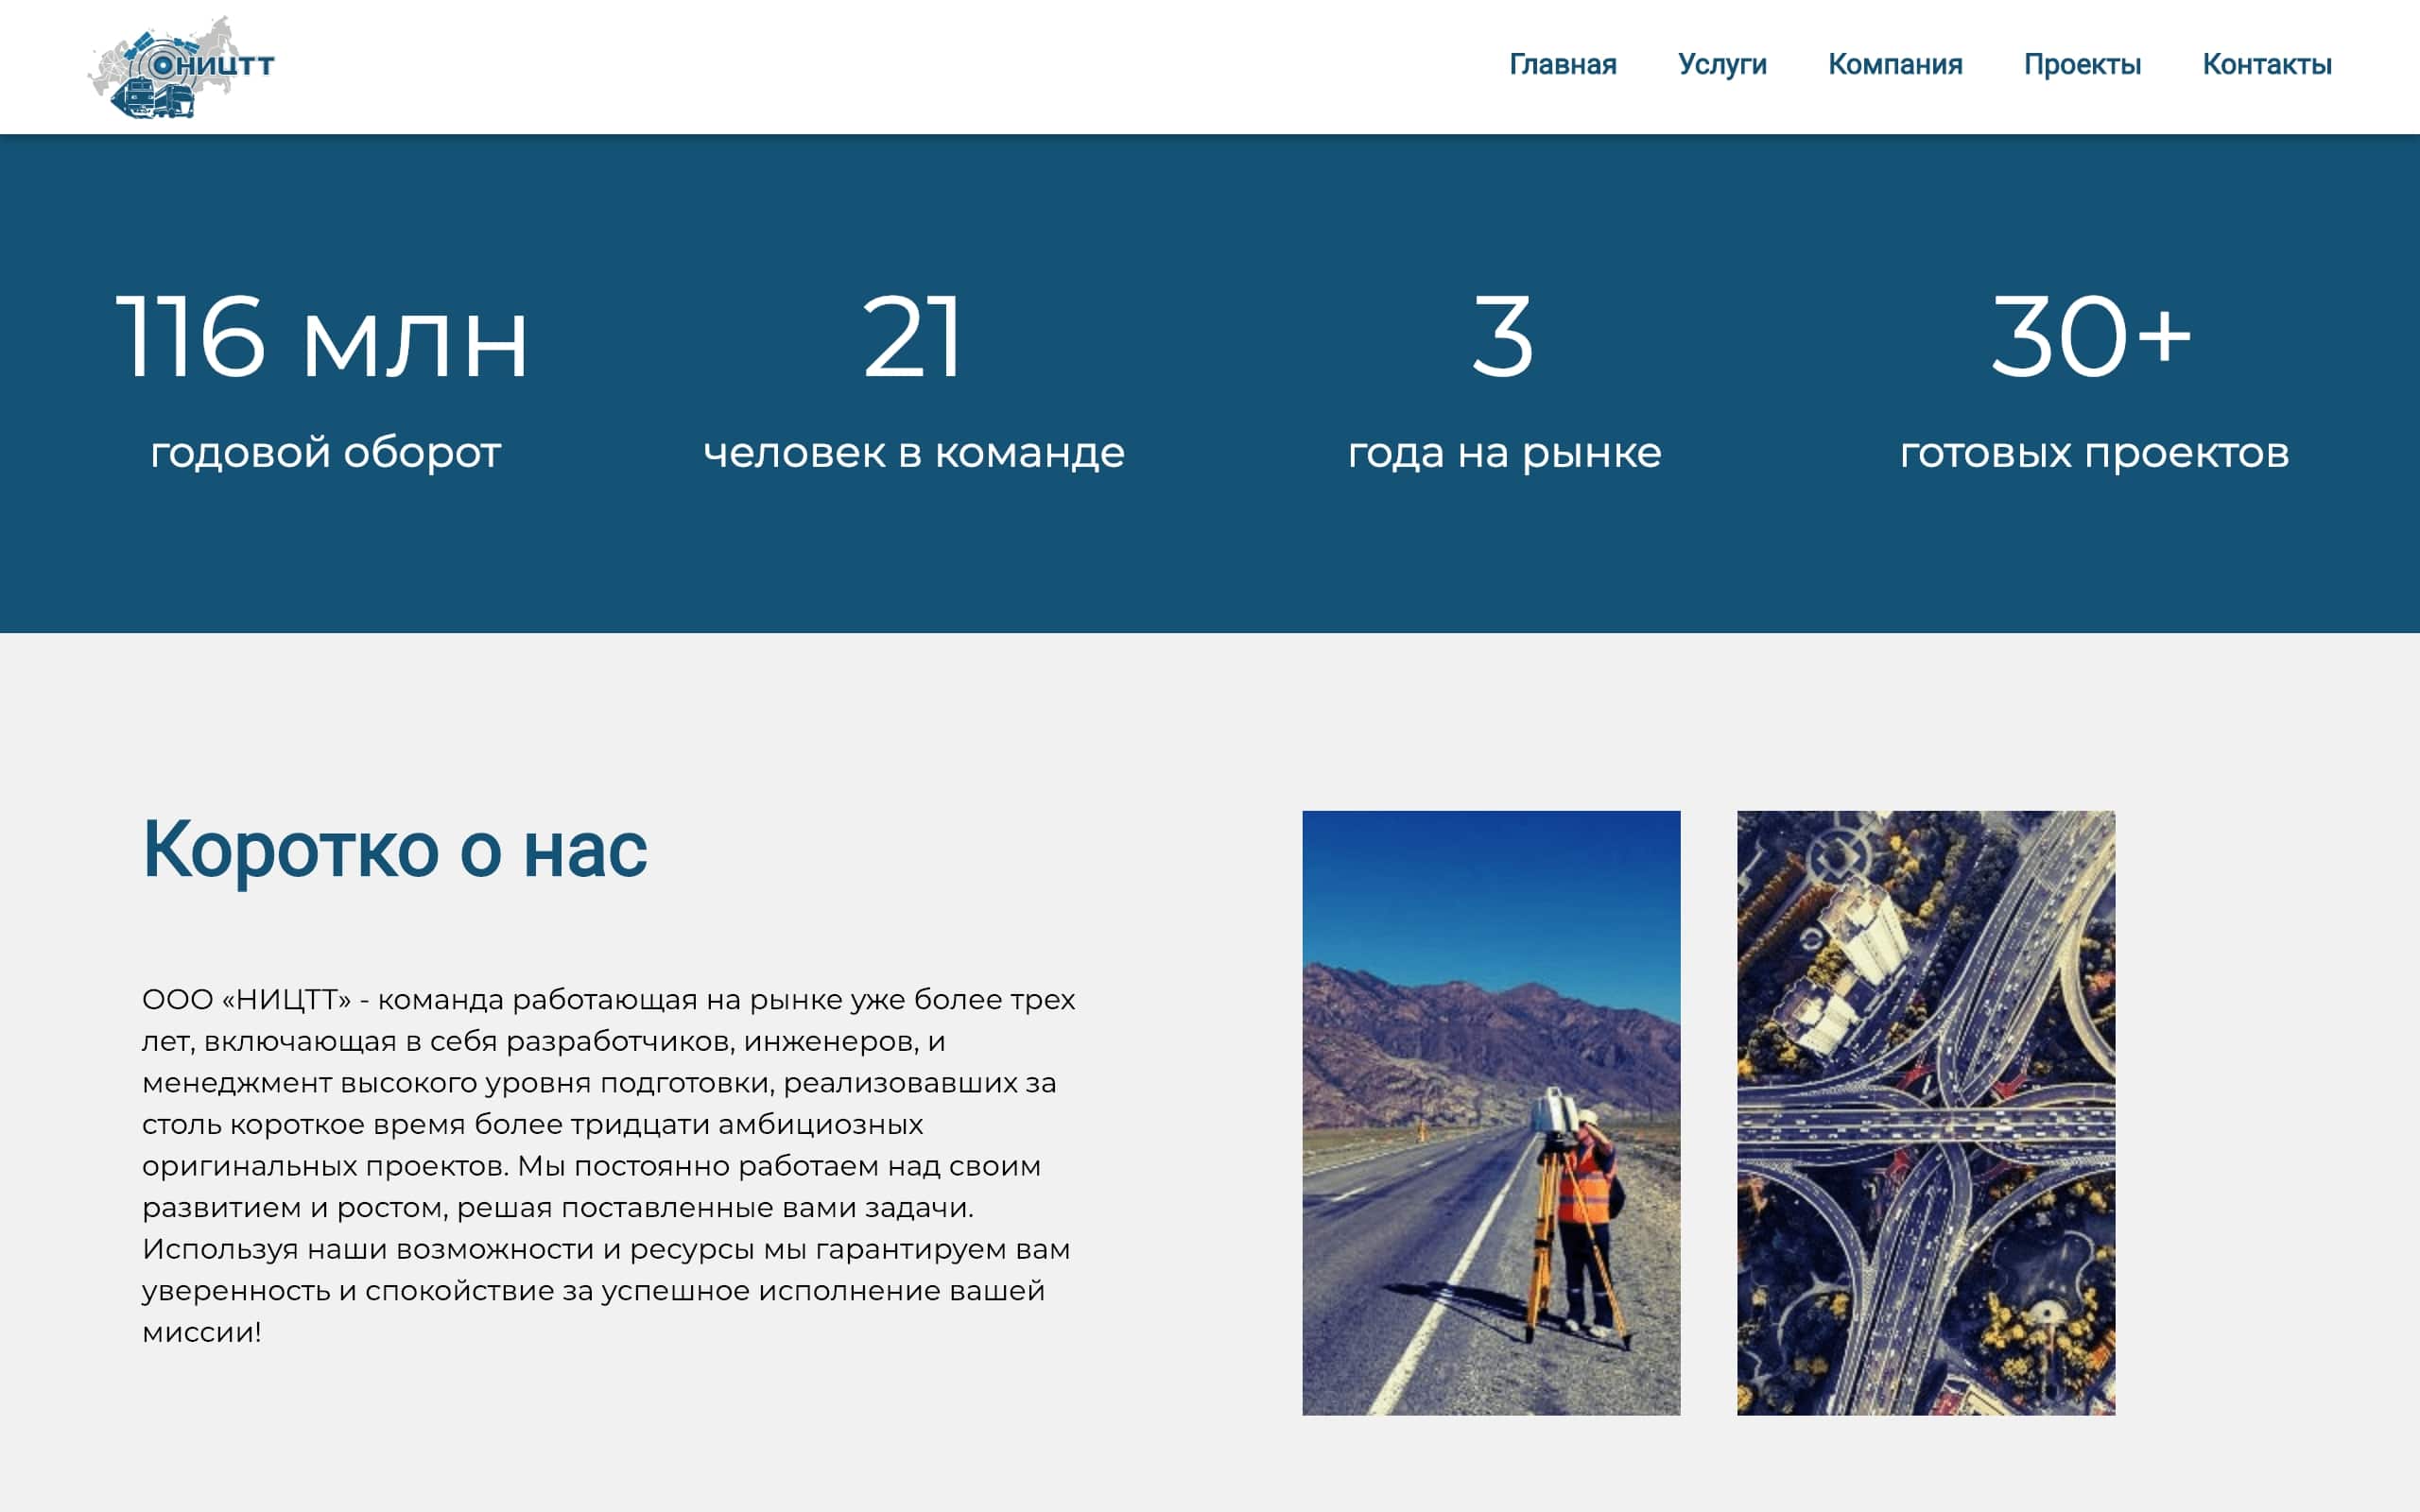 НИЦТТ
Главная Услуги Компания Проекты Контакты
116 млн 21 3 30+
годовой оборот человек в команде года на рынке готовых проектов
Коротко о нас
ООО «НИЦТТ» - команда работающая на рынке уже более трех
лет, включающая в себя разработчиков, инженеров, и
менеджмент высокого уровня подготовки, реализовавших за
столь короткое время более тридцати амбициозных
оригинальных проектов. Мы постоянно работаем над своим
развитием и ростом, решая поставленные вами задачи.
Используя наши возможности и ресурсы мы гарантируем вам
уверенность и спокойствие за успешное исполнение вашей
миссии!